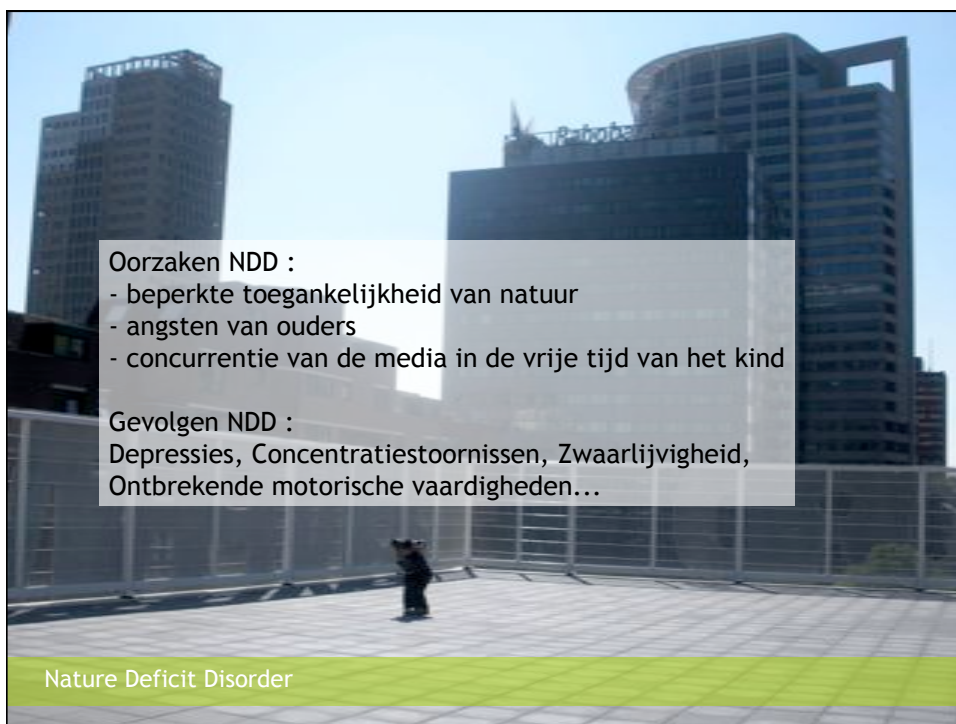 Rabobank
Oorzaken NDD :
- beperkte toegankelijkheid van natuur
- angsten van ouders
- concurrentie van de media in de vrije tijd van het kind
Gevolgen NDD :
Depressies, Concentratiestoornissen, Zwaarlijvigheid,
Ontbrekende motorische vaardigheden...
Nature Deficit Disorder